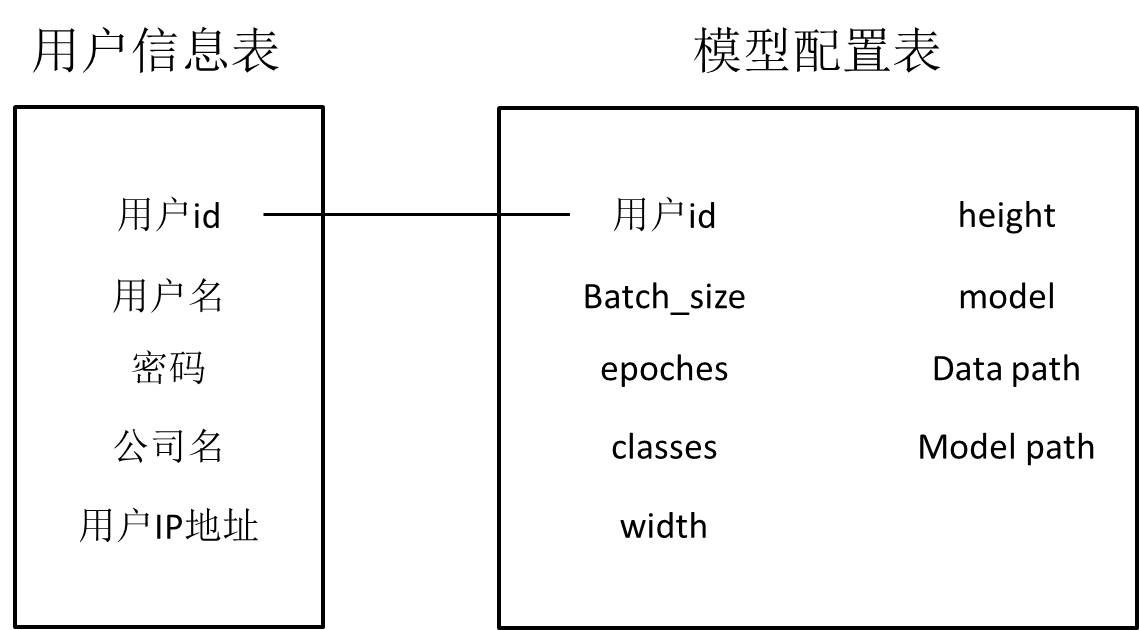 用户信息表
模型配置表
用户id
用户名
密码
公司名
用户IP地址
用户id
Batch_size
epoches
classes
width
height
model
Data path
Model path